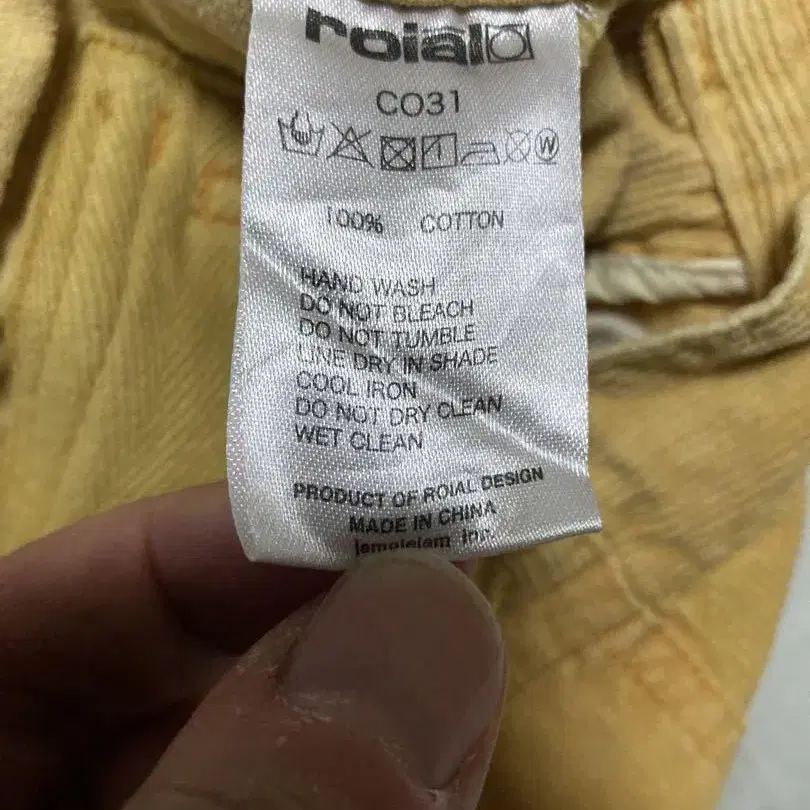 roial
CO31
W
100% COTTON
HAND WASH
DO NOT BLEACH
DO NOT TUMBLE
LINE DRY IN SHADE
COOL IRON
DO NOT DRY CLEAN
WET CLEAN
PRODUCT OF ROIAL DESIGN
MADE IN CHINA
inc.